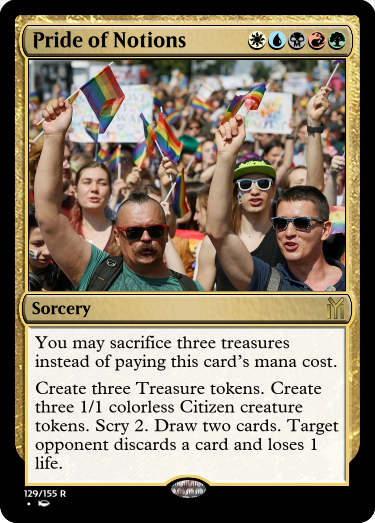 Pride of Notions
Sorcery
You may sacrifice three treasures
instead of paying this card's mana cost.
Create three Treasure tokens. Create
three 1/1 colorless Citizen creature
tokens. Scry 2. Draw two cards. Target
opponent discards a card and loses 1
life.
129/155 R